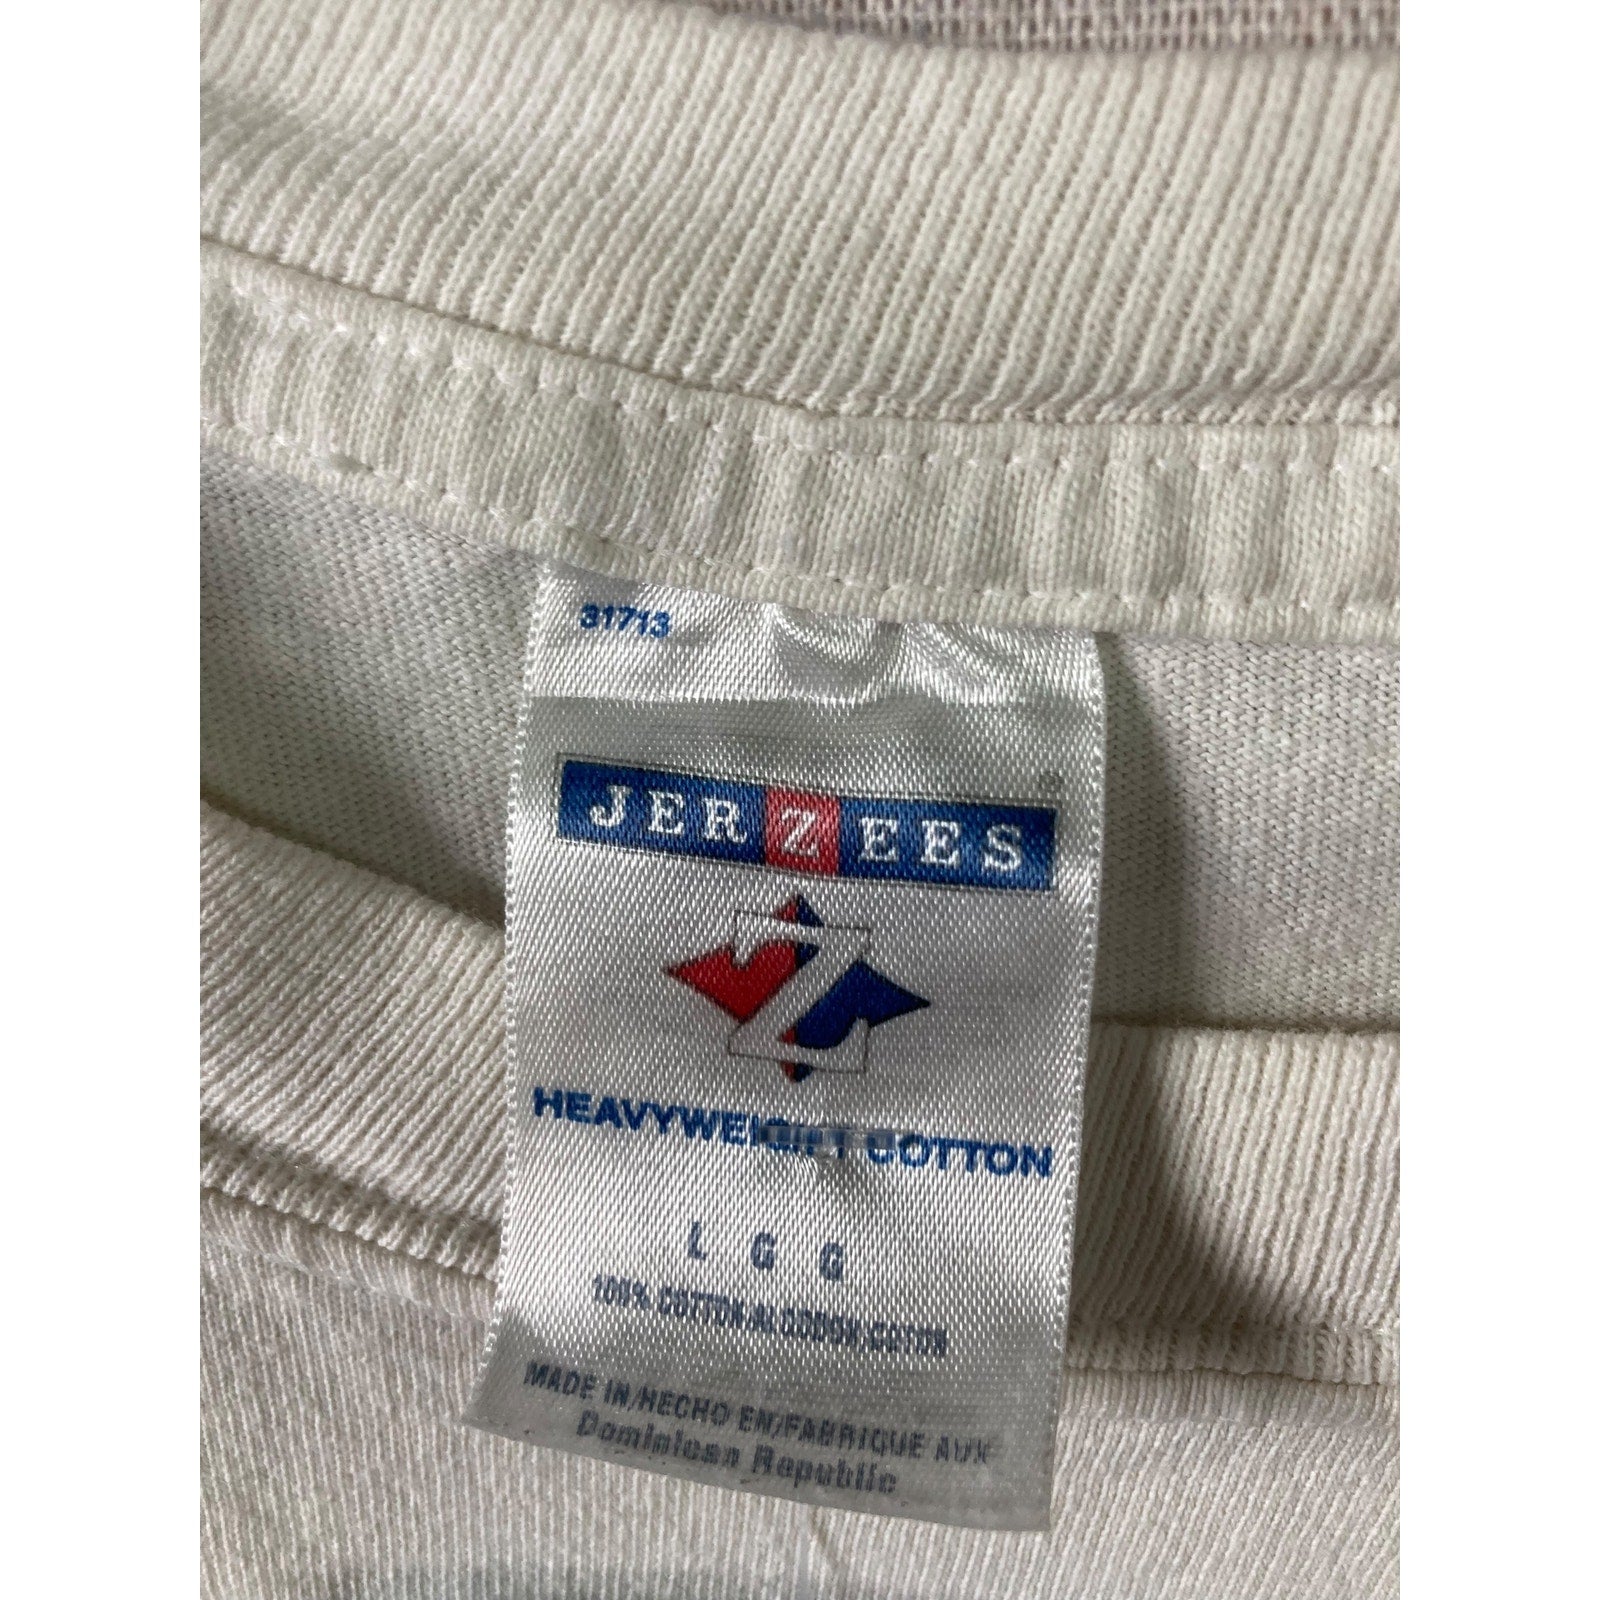 31713
JERZEES
Z
HEAVYWEIGHT COTTON
L G G
100% COTTON,ALGODON,COTON
MADE IN/HECHO EN/FABRIQUE AUX
Dominican Republic